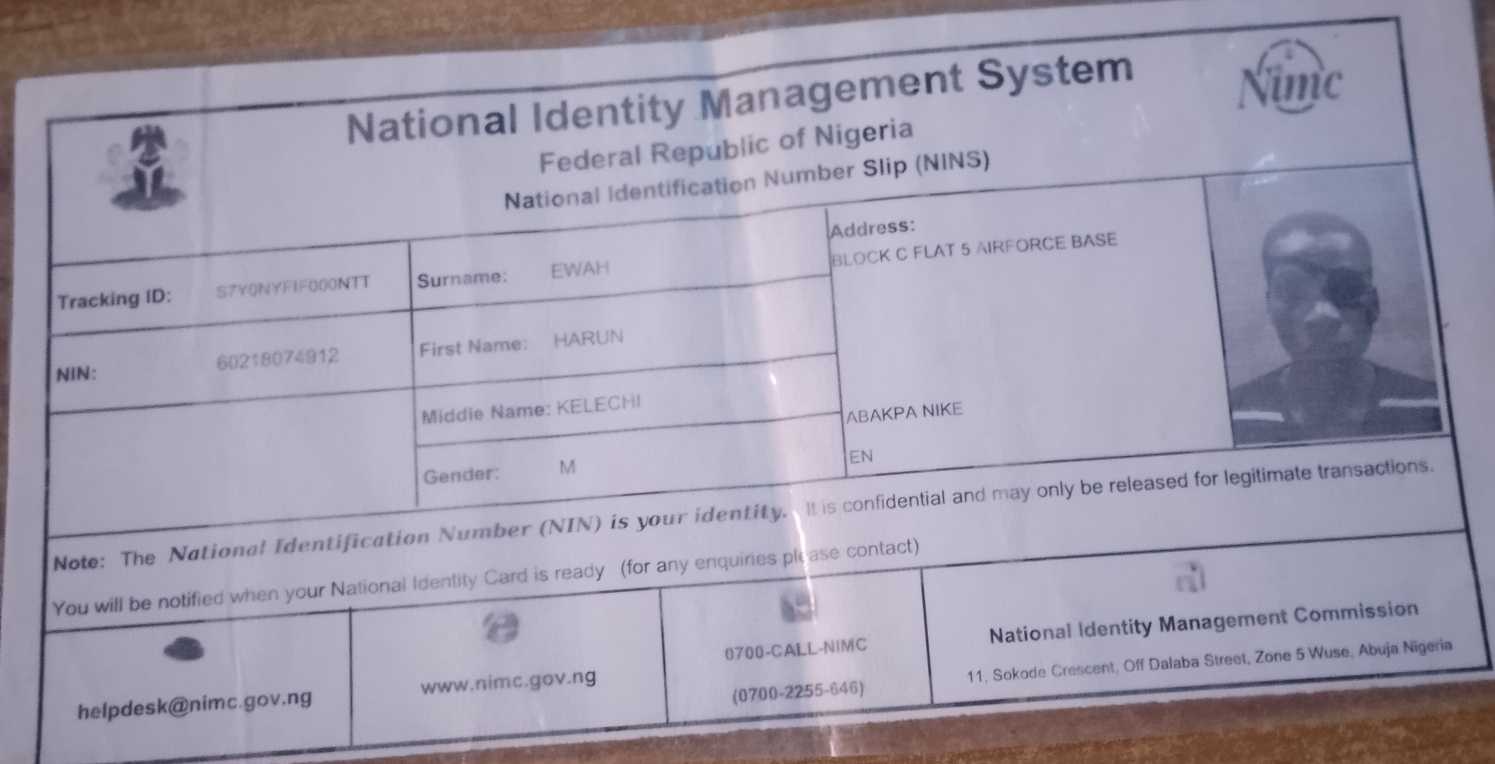 National Identity Management System
Nimc
Federal Republic of Nigeria
National Identification Number Slip (NINS)
Tracking ID: S7Y0NYFIF000NTT
Surname: EWAH
Address:
BLOCK C FLAT 5 AIRFORCE BASE
NIN: 60218074912
First Name: HARUN
Middle Name: KELECHI
ABAKPA NIKE
Gender: M
EN
Note: The National Identification Number (NIN) is your identity. It is confidential and may only be released for legitimate transactions.
You will be notified when your National Identity Card is ready (for any enquiries please contact)
helpdesk@nimc.gov.ng
www.nimc.gov.ng
0700-CALL-NIMC
(0700-2255-646)
National Identity Management Commission
11, Sokode Crescent, Off Dalaba Street, Zone 5 Wuse, Abuja Nigeria